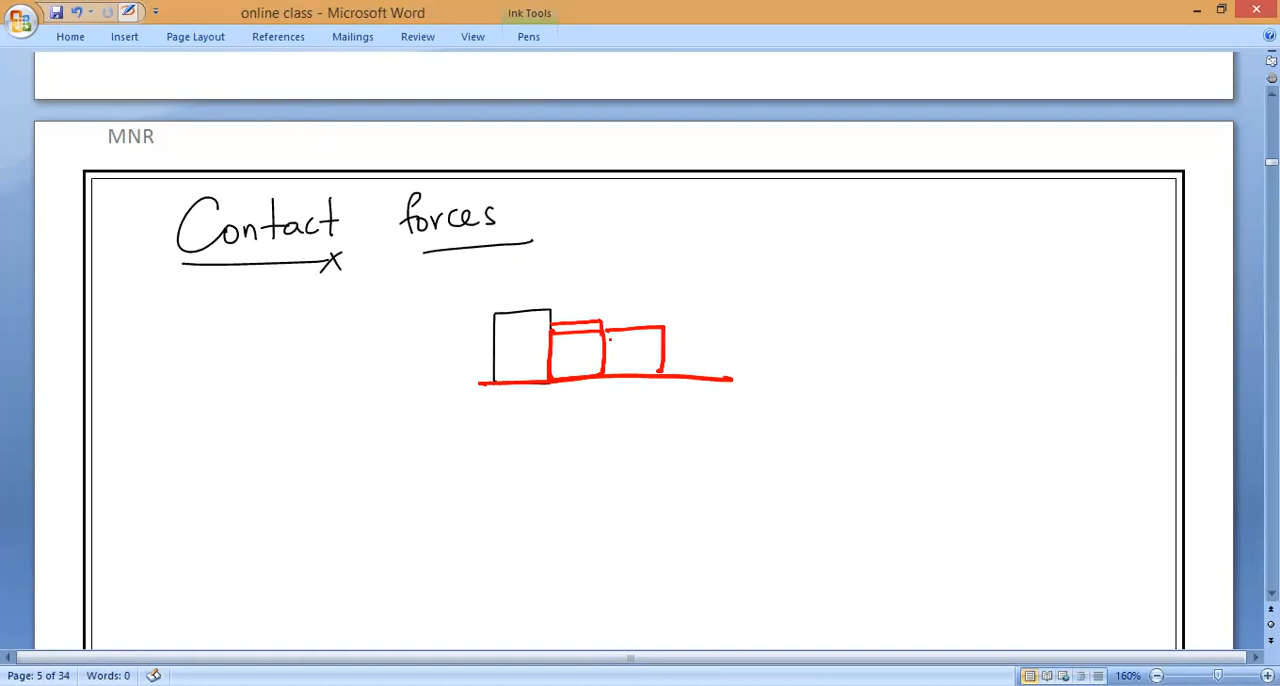 online class - Microsoft Word
Ink Tools
Home Insert Page Layout References Mailings Review View Pens
MNR
Contact forces
Page: 5 of 34 Words: 0 160%